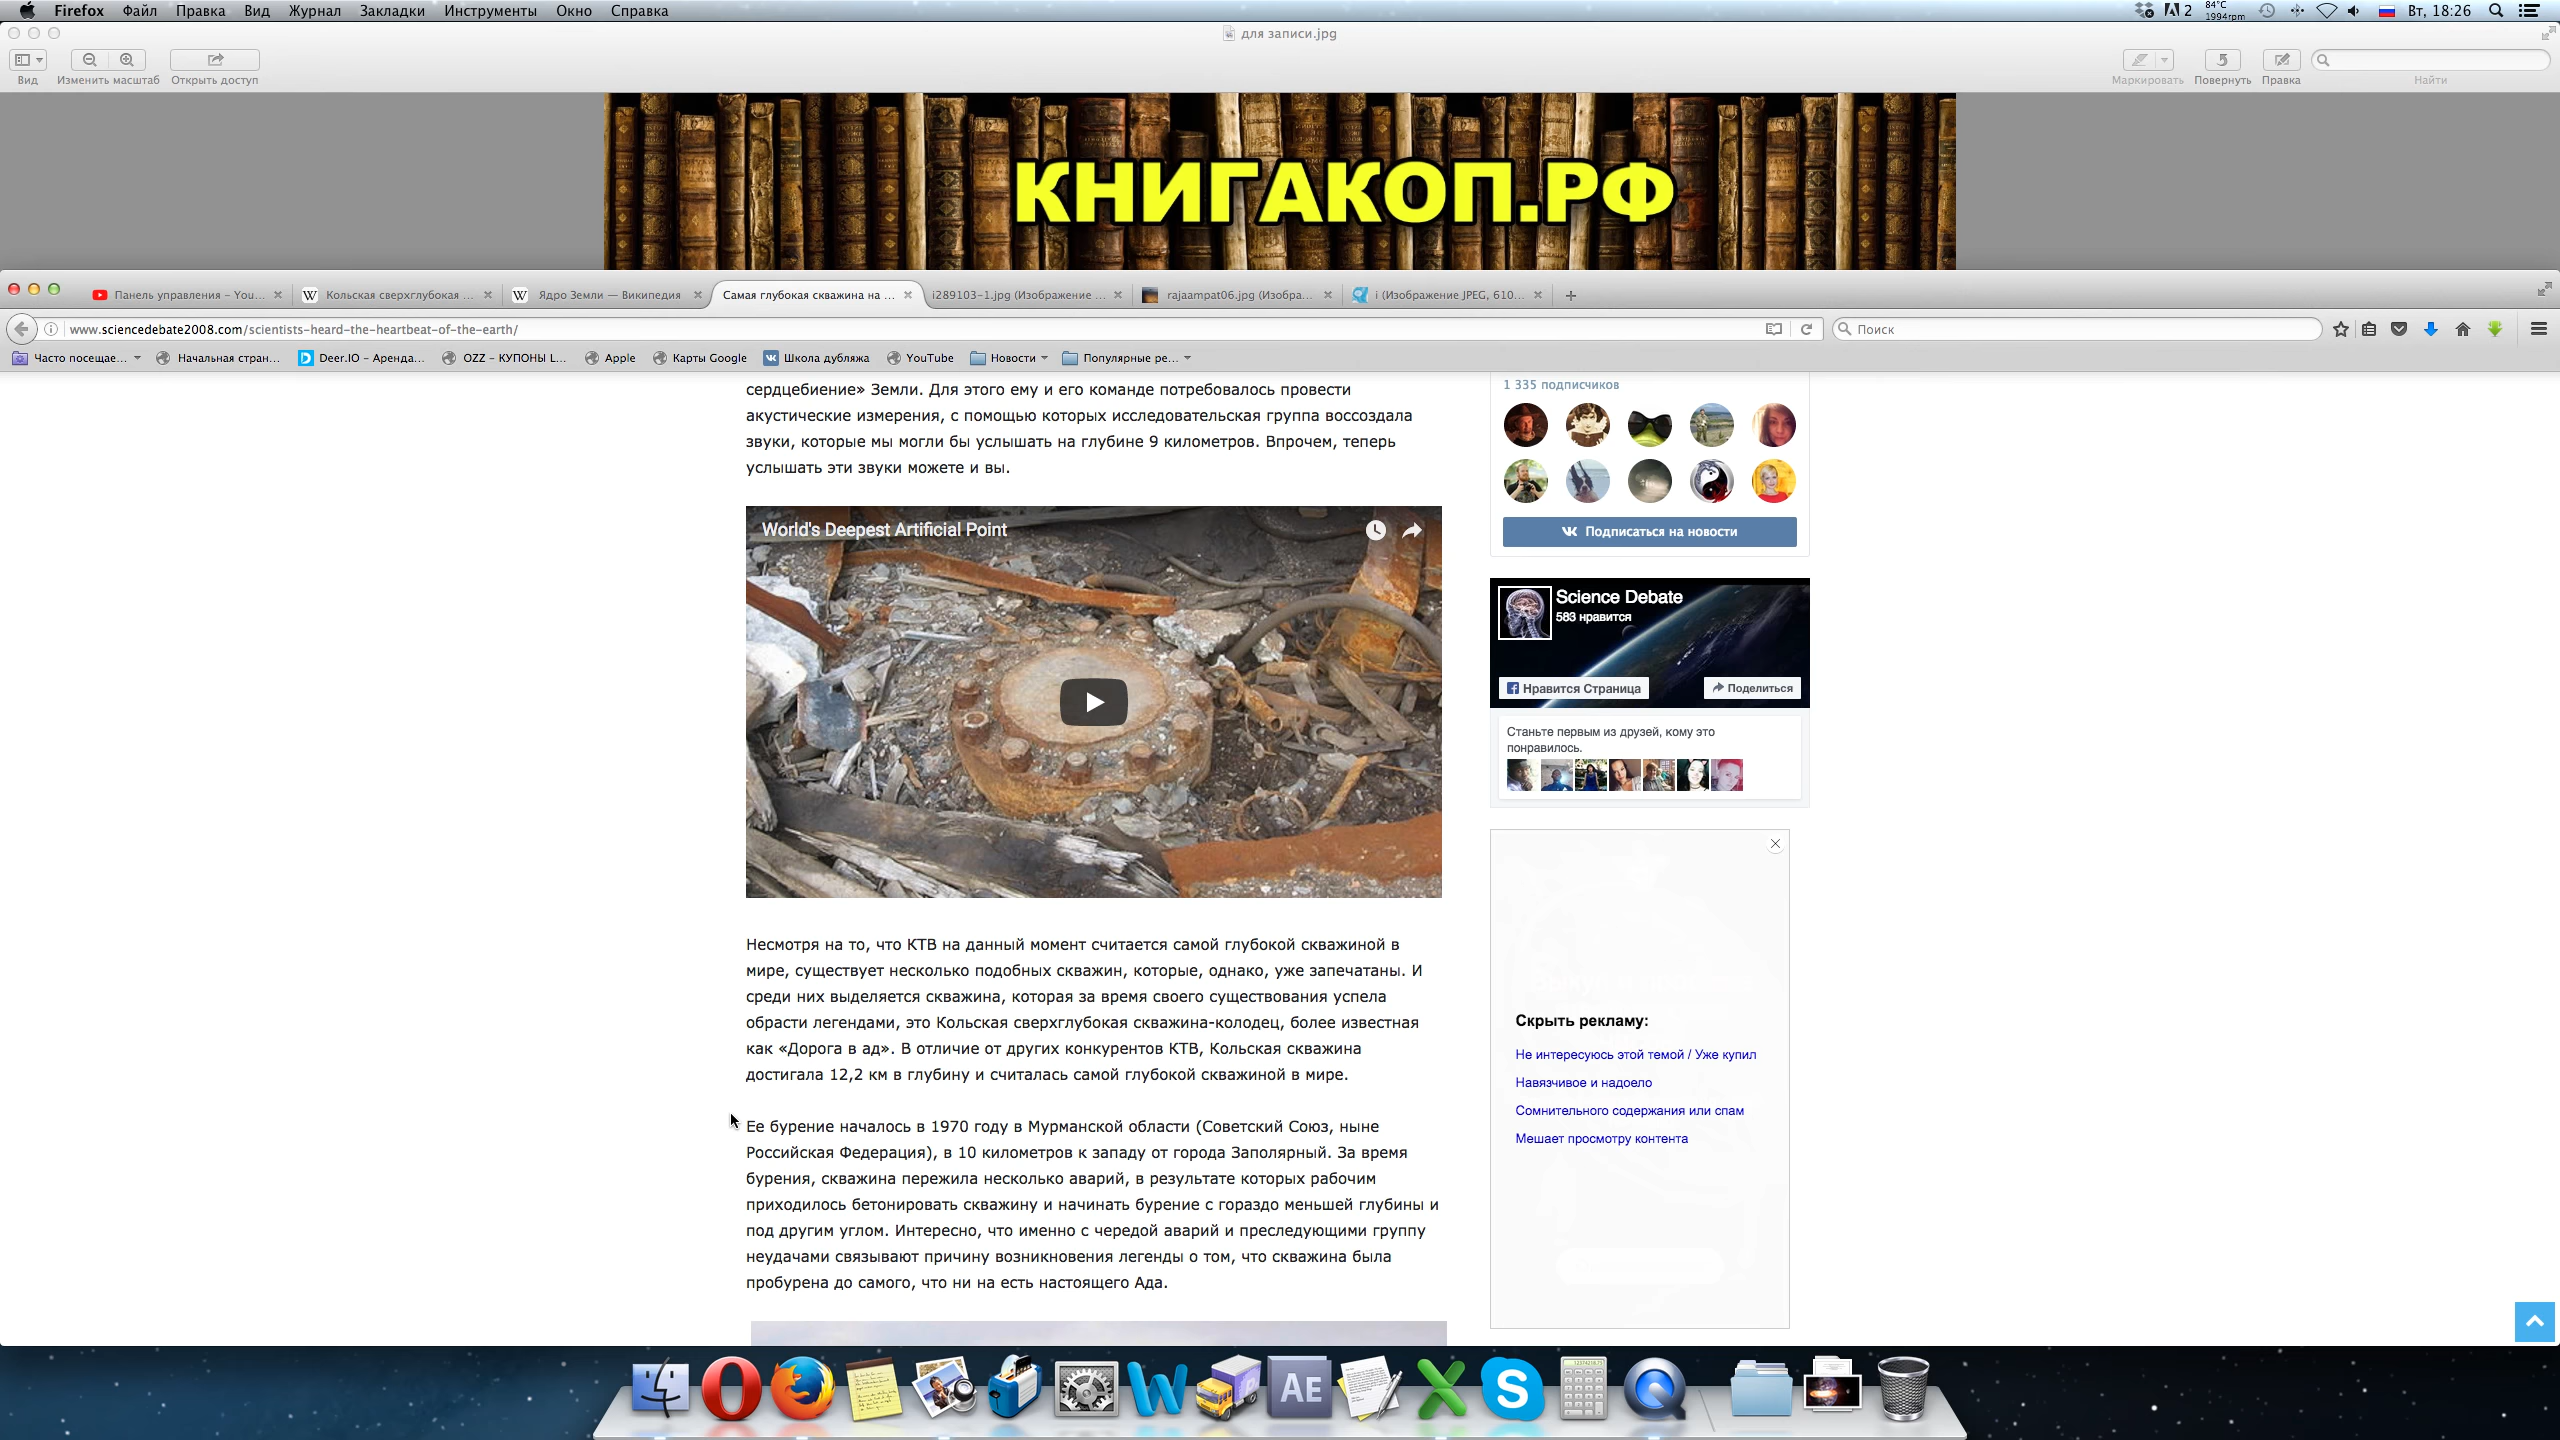 Firefox Файл Правка Вид Журнал Закладки Инструменты Окно Справка
2 84°C 1994rpm Вт, 18:26
для записи.jpg
Вид Изменить масштаб Открыть доступ
Маркировать Повернуть Правка Найти
КНИГАКОП.РФ
Панель управления – You...
Кольская сверхглубокая ...
Ядро Земли — Википедия
Самая глубокая скважина на ...
i289103-1.jpg (Изображение ...
rajaampat06.jpg (Изобра...
i (Изображение JPEG, 610...
www.sciencedebate2008.com/scientists-heard-the-heartbeat-of-the-earth/
Поиск
Часто посещае... Начальная стран... Deer.IO – Аренда... OZZ – КУПОНЫ L... Apple Карты Google Школа дубляжа YouTube Новости Популярные ре...
сердцебиение» Земли. Для этого ему и его команде потребовалось провести
акустические измерения, с помощью которых исследовательская группа воссоздала
звуки, которые мы могли бы услышать на глубине 9 километров. Впрочем, теперь
услышать эти звуки можете и вы.
World's Deepest Artificial Point
Несмотря на то, что КТВ на данный момент считается самой глубокой скважиной в
мире, существует несколько подобных скважин, которые, однако, уже запечатаны. И
среди них выделяется скважина, которая за время своего существования успела
обрасти легендами, это Кольская сверхглубокая скважина-колодец, более известная
как «Дорога в ад». В отличие от других конкурентов КТВ, Кольская скважина
достигала 12,2 км в глубину и считалась самой глубокой скважиной в мире.
Ее бурение началось в 1970 году в Мурманской области (Советский Союз, ныне
Российская Федерация), в 10 километров к западу от города Заполярный. За время
бурения, скважина пережила несколько аварий, в результате которых рабочим
приходилось бетонировать скважину и начинать бурение с гораздо меньшей глубины и
под другим углом. Интересно, что именно с чередой аварий и преследующими группу
неудачами связывают причину возникновения легенды о том, что скважина была
пробурена до самого, что ни на есть настоящего Ада.
1 335 подписчиков
Подписаться на новости
Science Debate
583 нравится
Нравится Страница
Поделиться
Станьте первым из друзей, кому это
понравилось.
Скрыть рекламу:
Не интересуюсь этой темой / Уже купил
Навязчивое и надоело
Сомнительного содержания или спам
Мешает просмотру контента
AE